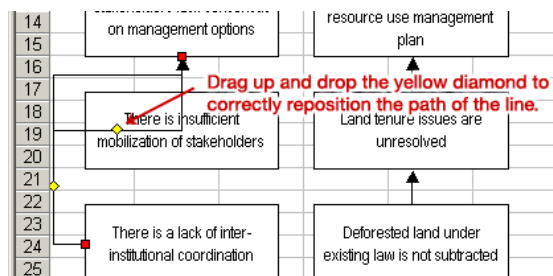 14
15
16
17
18
19
20
21
22
23
24
25
on management options
resource use management
plan
Drag up and drop the yellow diamond to
correctly reposition the path of the line.
There is insufficient
mobilization of stakeholders
Land tenure issues are
unresolved
There is a lack of inter-
institutional coordination
Deforested land under
existing law is not subtracted